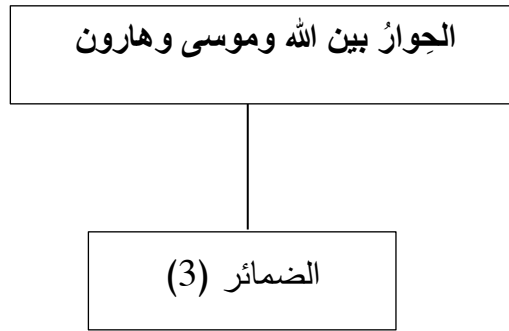 الحِوارُ بين الله وموسى وهارون
الضمائر (3)